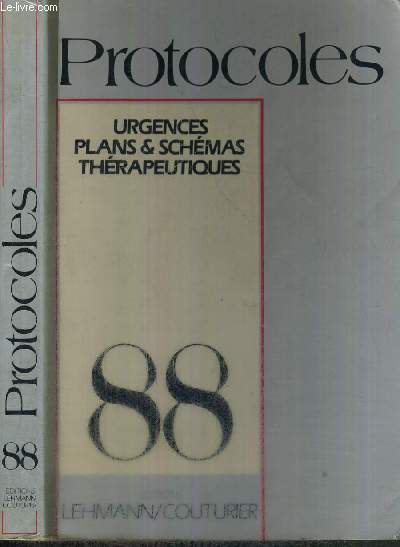 Le-livre.com
Protocoles
URGENCES
PLANS & SCHÉMAS
THÉRAPEUTIQUES
88
LEHMANN/COUTURIER
Protocoles
88
EDITIONS
LEHMANN
COUTURIER